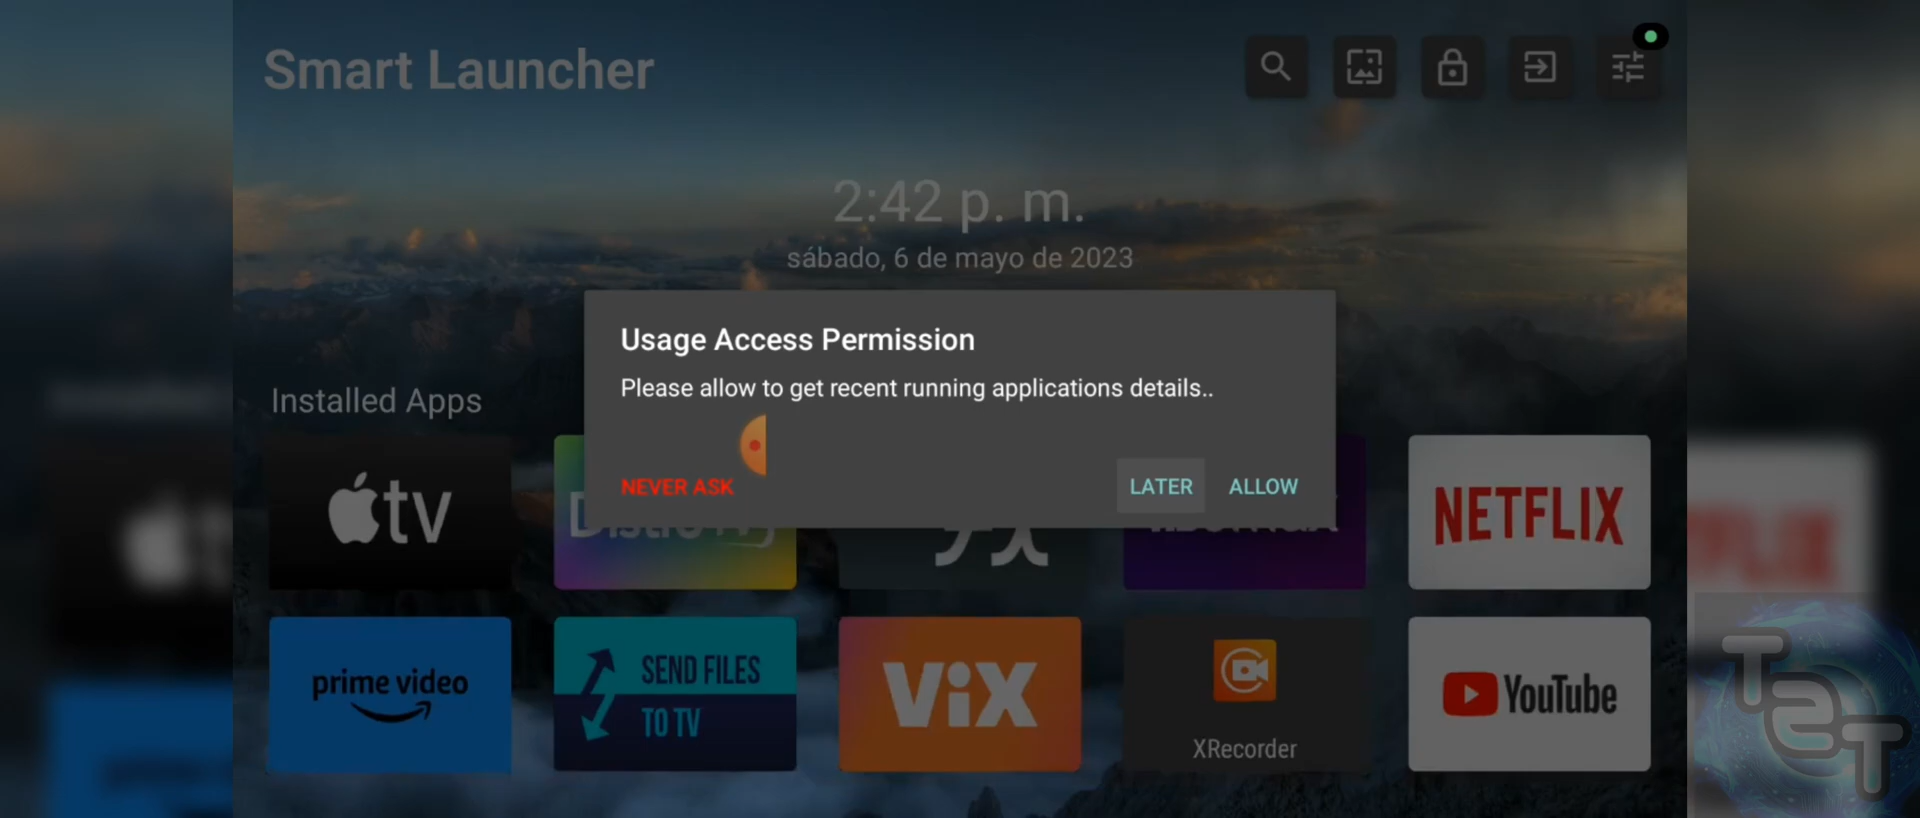 Smart Launcher
2:42 p. m.
sábado, 6 de mayo de 2023
Usage Access Permission
Please allow to get recent running applications details..
NEVER ASK
LATER
ALLOW
Installed Apps
tv
NETFLIX
prime video
SEND FILES
TO TV
ViX
XRecorder
YouTube
T2T